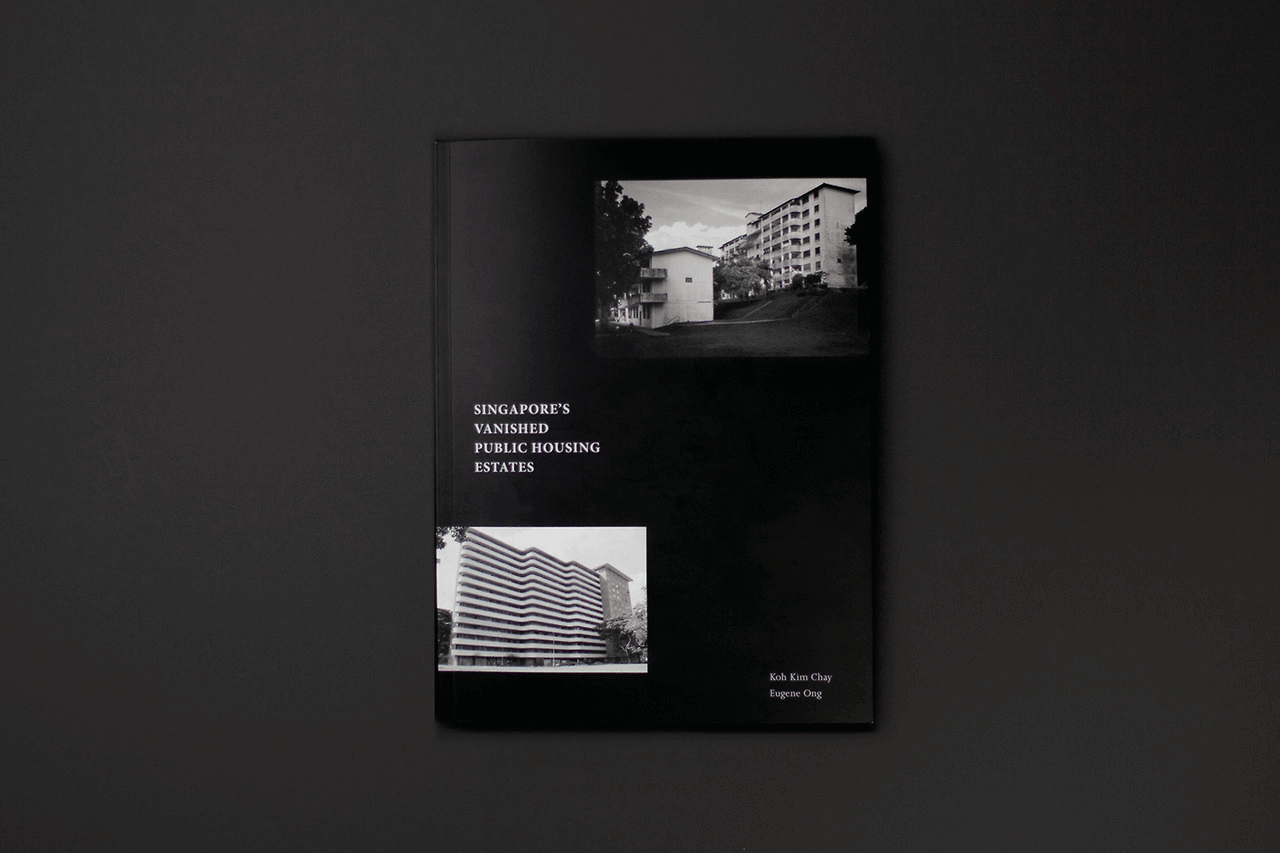 SINGAPORE'S
VANISHED
PUBLIC HOUSING
ESTATES
Koh Kim Chay
Eugene Ong